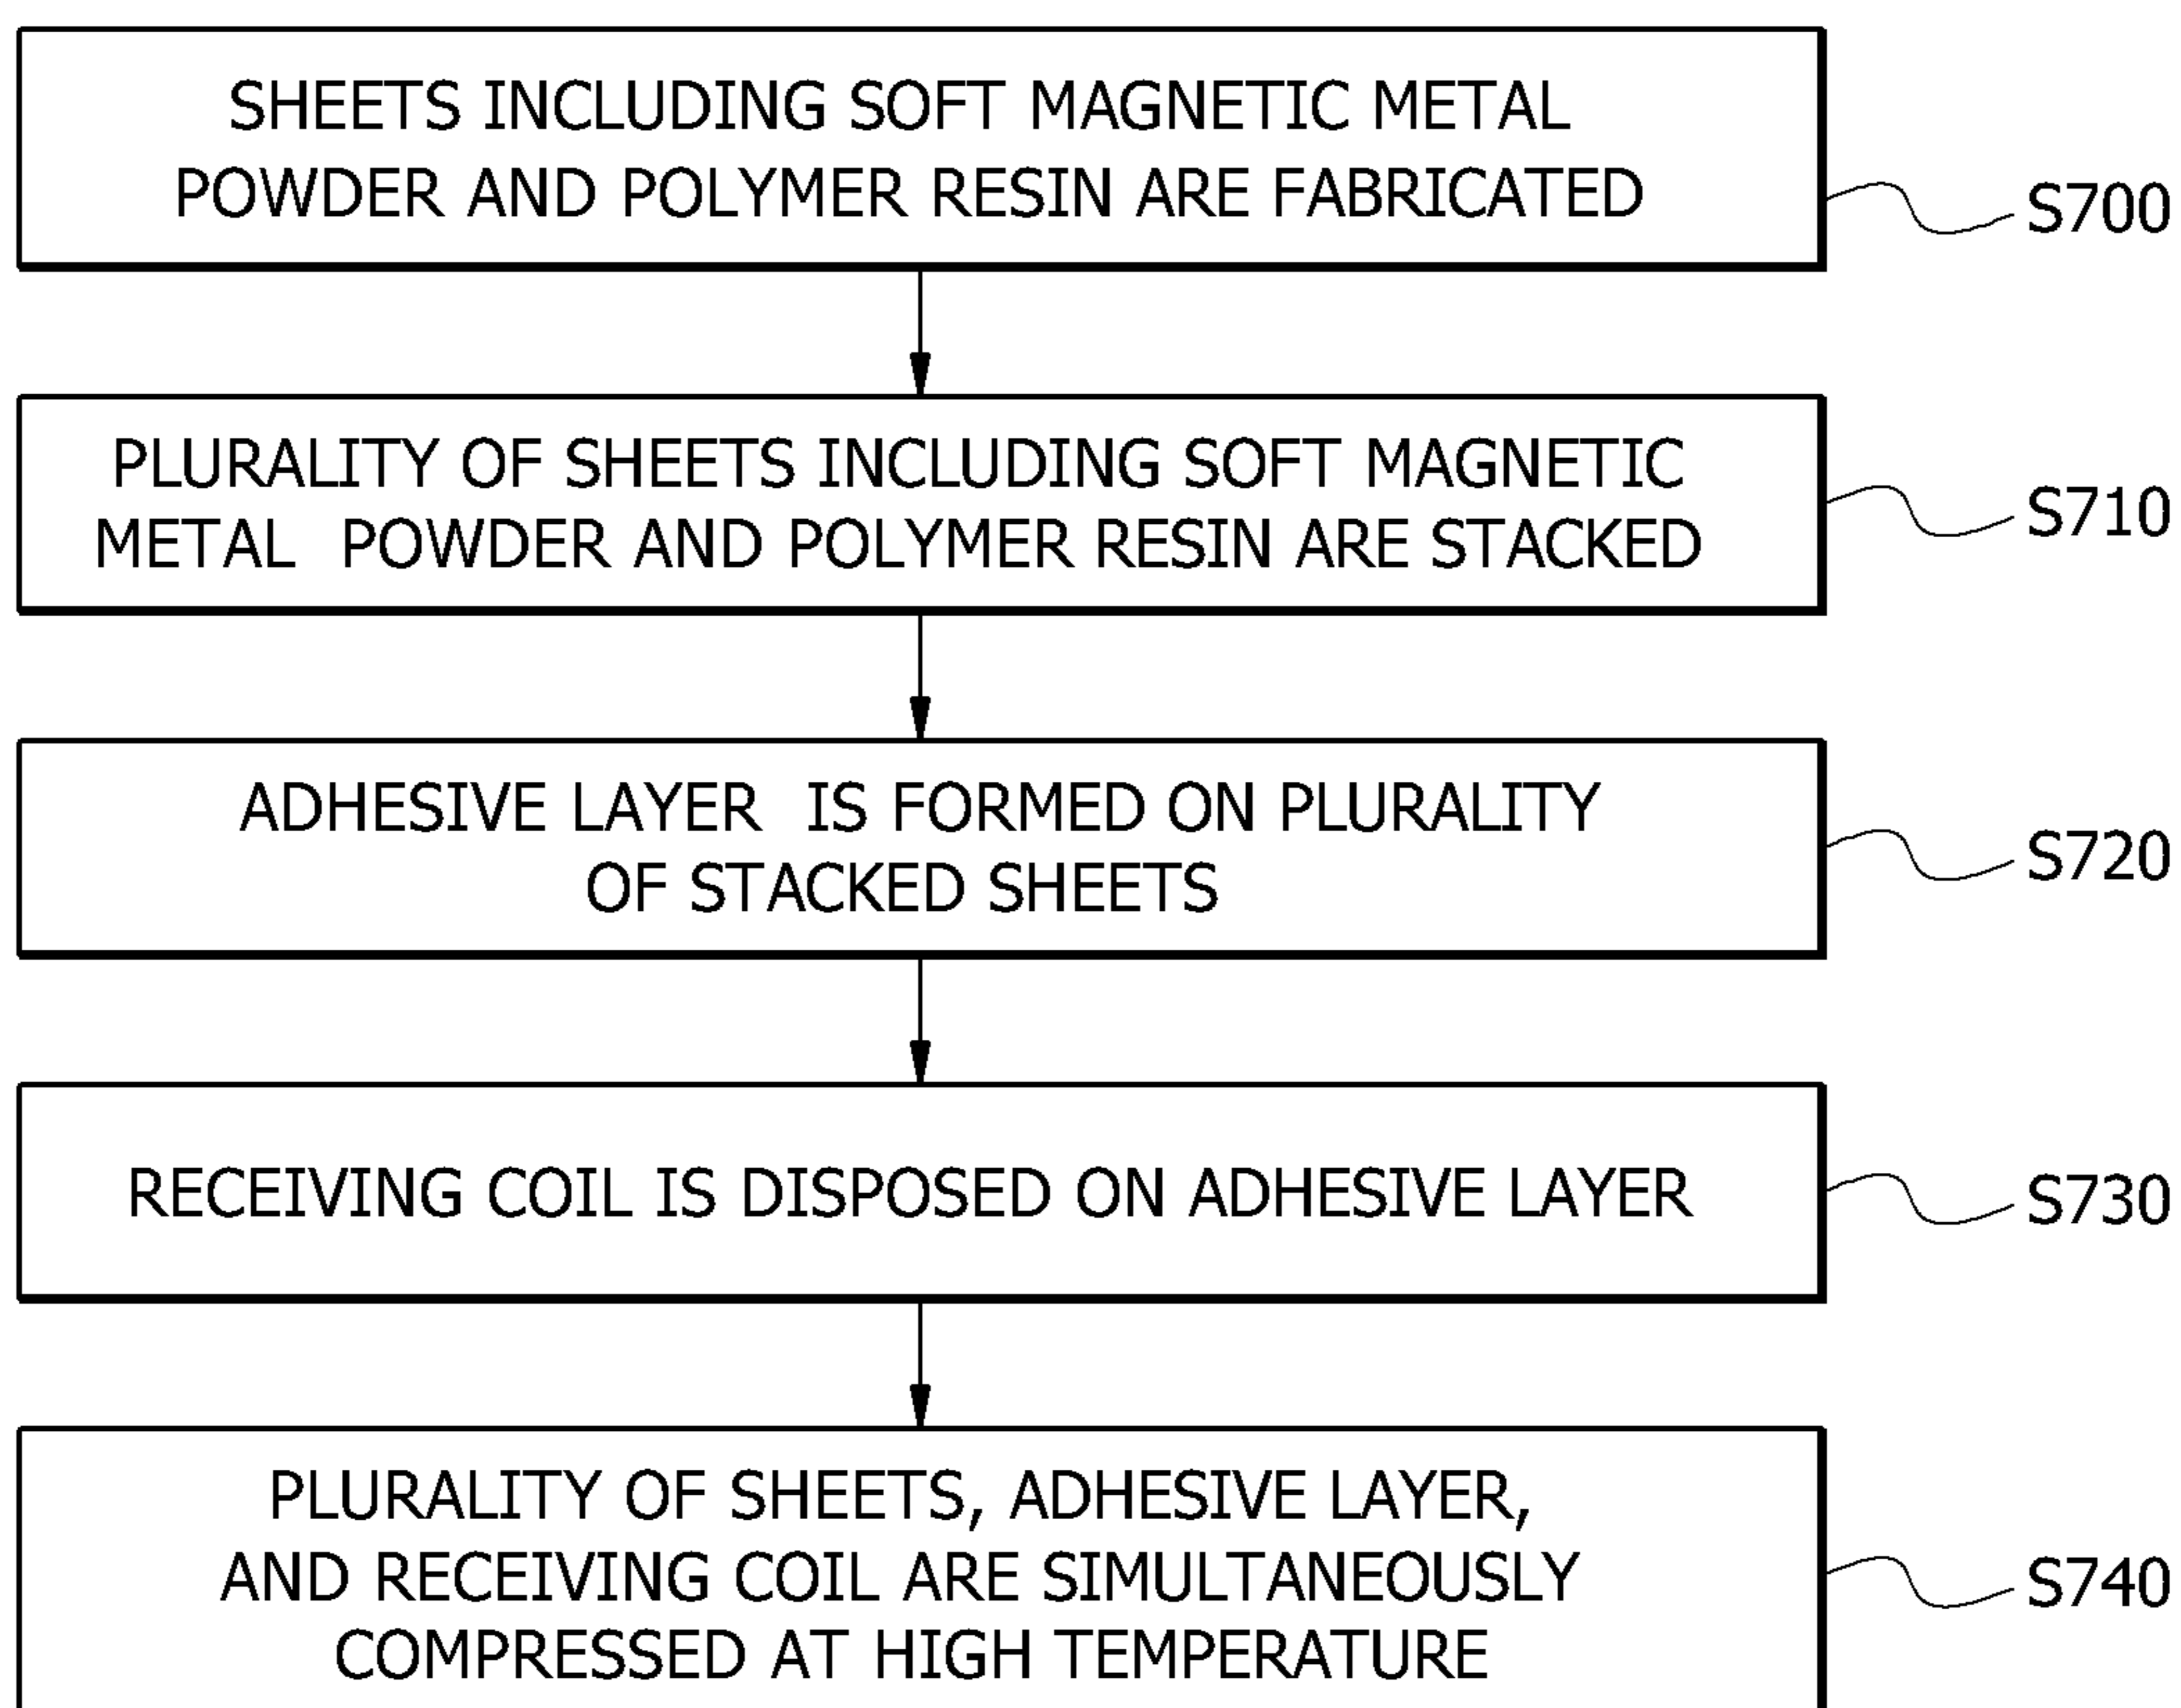 SHEETS INCLUDING SOFT MAGNETIC METAL
POWDER AND POLYMER RESIN ARE FABRICATED
S700
PLURALITY OF SHEETS INCLUDING SOFT MAGNETIC
METAL POWDER AND POLYMER RESIN ARE STACKED
S710
ADHESIVE LAYER IS FORMED ON PLURALITY
OF STACKED SHEETS
S720
RECEIVING COIL IS DISPOSED ON ADHESIVE LAYER
S730
PLURALITY OF SHEETS, ADHESIVE LAYER,
AND RECEIVING COIL ARE SIMULTANEOUSLY
COMPRESSED AT HIGH TEMPERATURE
S740